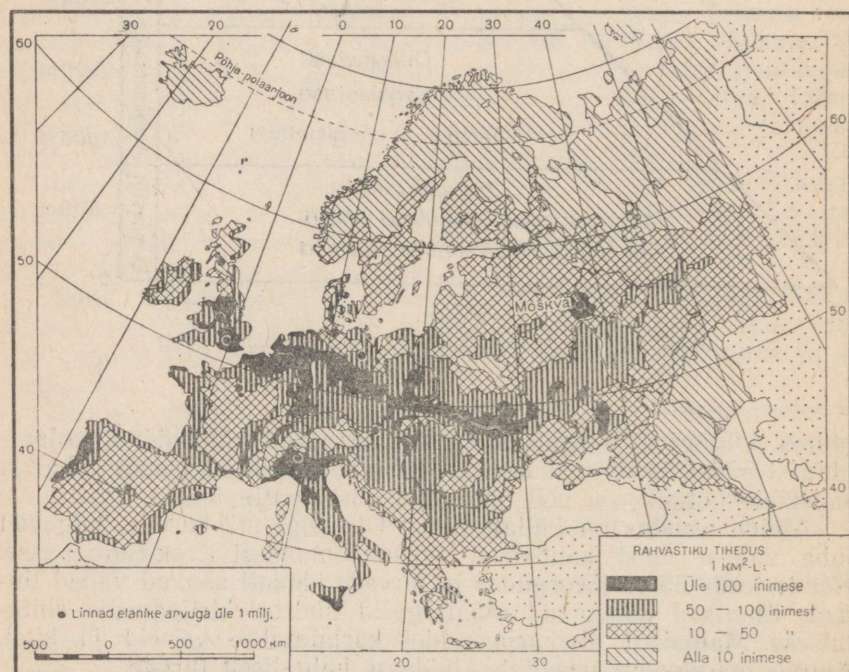 30 20 0 10 20 30 40
60
Põhja-polaarjoon
60
50
Moskva
50
40
40
RAHVASTIKU TIHEDUS
1 KM²-L:
Üle 100 inimese
50 — 100 inimest
10 — 50 "
Alla 10 inimese
Linnad elanike arvuga üle 1 milj.
500 0 500 1000 KM
20 30